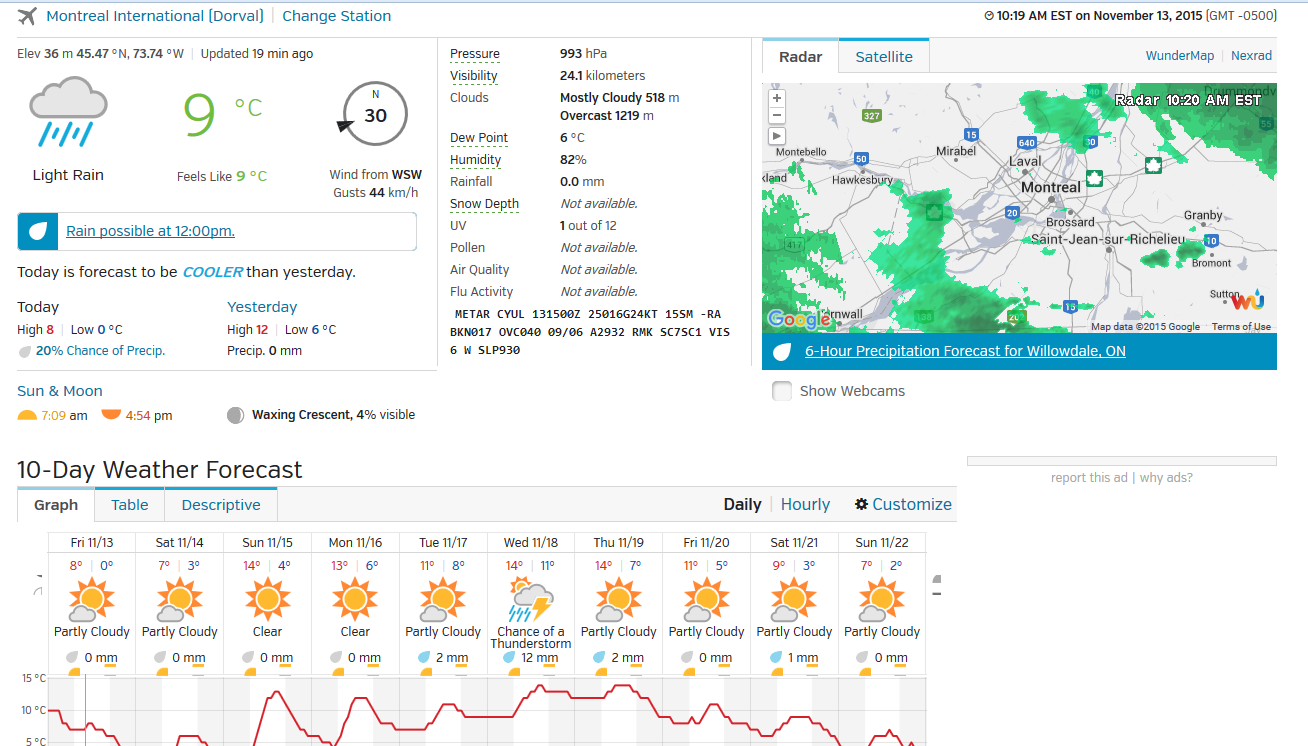 Montreal International (Dorval) | Change Station
10:19 AM EST on November 13, 2015 (GMT -0500)
Elev 36 m 45.47 °N, 73.74 °W | Updated 19 min ago
9 °C
N
30
Light Rain
Feels Like 9 °C
Wind from WSW
Gusts 44 km/h
Rain possible at 12:00pm.
Today is forecast to be COOLER than yesterday.
Today
High 8 | Low 0 °C
20% Chance of Precip.
Yesterday
High 12 | Low 6 °C
Precip. 0 mm
Sun & Moon
7:09 am 4:54 pm Waxing Crescent, 4% visible
Pressure 993 hPa
Visibility 24.1 kilometers
Clouds Mostly Cloudy 518 m
Overcast 1219 m
Dew Point 6 °C
Humidity 82%
Rainfall 0.0 mm
Snow Depth Not available.
UV 1 out of 12
Pollen Not available.
Air Quality Not available.
Flu Activity Not available.
METAR CYUL 131500Z 25016G24KT 15SM -RA
BKN017 OVC040 09/06 A2932 RMK SC7SC1 VIS
6 W SLP930
Radar Satellite WunderMap | Nexrad
+
−
Radar 10:20 AM EST
Drummondv
40
55
327
15
640
30
Montebello
50
Mirabel
Laval
kland
Hawkesbury
Montreal
20
Brossard
Granby
417
Saint-Jean-sur-Richelieu
10
Bromont
Sutton
WU
15
138
Google
rnwall
Map data ©2015 Google Terms of Use
6-Hour Precipitation Forecast for Willowdale, ON
Show Webcams
10-Day Weather Forecast
report this ad | why ads?
Graph Table Descriptive Daily | Hourly Customize
Fri 11/13 Sat 11/14 Sun 11/15 Mon 11/16 Tue 11/17 Wed 11/18 Thu 11/19 Fri 11/20 Sat 11/21 Sun 11/22
8° | 0° 7° | 3° 14° | 4° 13° | 6° 11° | 8° 14° | 11° 14° | 7° 11° | 5° 9° | 3° 7° | 2°
Partly Cloudy Partly Cloudy Clear Clear Partly Cloudy Chance of a Thunderstorm Partly Cloudy Partly Cloudy Partly Cloudy Partly Cloudy
0 mm 0 mm 0 mm 0 mm 2 mm 12 mm 2 mm 0 mm 1 mm 0 mm
15 °C
10 °C
5 °C